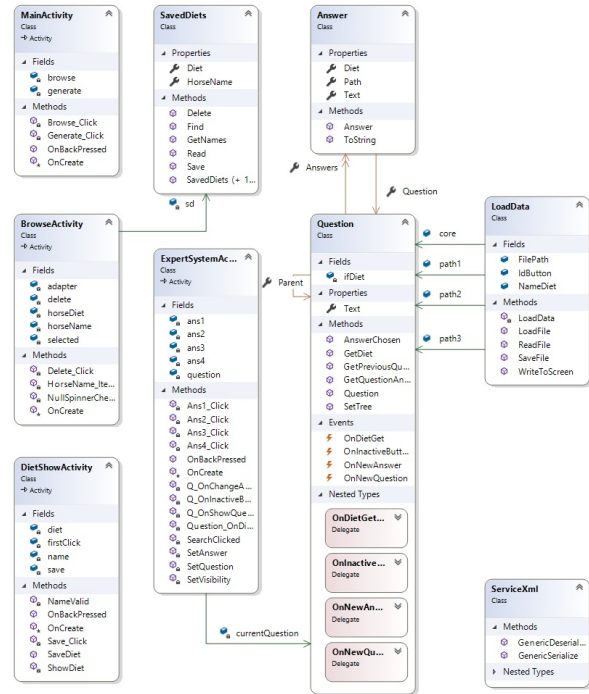 MainActivity
Class
Activity
Fields
browse
generate
Methods
Browse_Click
Generate_Click
OnBackPressed
OnCreate
SavedDiets
Class
Properties
Diet
HorseName
Methods
Delete
Find
GetNames
Read
Save
SavedDiets (+ 1...
sd
Answer
Class
Properties
Diet
Path
Text
Methods
Answer
ToString
Answers
Question
BrowseActivity
Class
Activity
Fields
adapter
delete
horseDiet
horseName
selected
Methods
Delete_Click
HorseName_Ite...
NullSpinnerChe...
OnCreate
ExpertSystemAc...
Class
Activity
Fields
ans1
ans2
ans3
ans4
question
Methods
Ans1_Click
Ans2_Click
Ans3_Click
Ans4_Click
OnBackPressed
OnCreate
Q_OnChangeA...
Q_OnInactiveB...
Q_OnShowQue...
Question_OnDi...
SearchClicked
SetAnswer
SetQuestion
SetVisibility
currentQuestion
Parent
Question
Class
Fields
ifDiet
Properties
Text
Methods
AnswerChosen
GetDiet
GetPreviousQu...
GetQuestionAn...
Question
SetTree
Events
OnDietGet
OnInactiveButt...
OnNewAnswer
OnNewQuestion
Nested Types
OnDietGet...
Delegate
OnInactive...
Delegate
OnNewAn...
Delegate
OnNewQu...
Delegate
core
path1
path2
path3
LoadData
Class
Fields
FilePath
IdButton
NameDiet
Methods
LoadData
LoadFile
ReadFile
SaveFile
WriteToScreen
DietShowActivity
Class
Activity
Fields
diet
firstClick
name
save
Methods
NameValid
OnBackPressed
OnCreate
Save_Click
SaveDiet
ShowDiet
ServiceXml
Class
Methods
GenericDeserial...
GenericSerialize
Nested Types